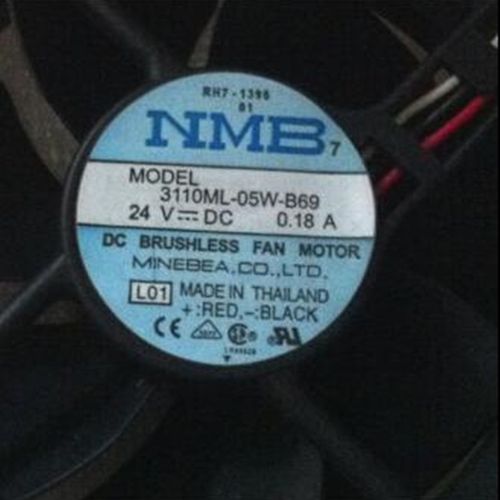 RH7-1396
01
NMB 7
MODEL
3110ML-05W-B69
24 V⎓DC 0.18 A
DC BRUSHLESS FAN MOTOR
MINEBEA.CO.,LTD.
L01 MADE IN THAILAND
+:RED,-:BLACK